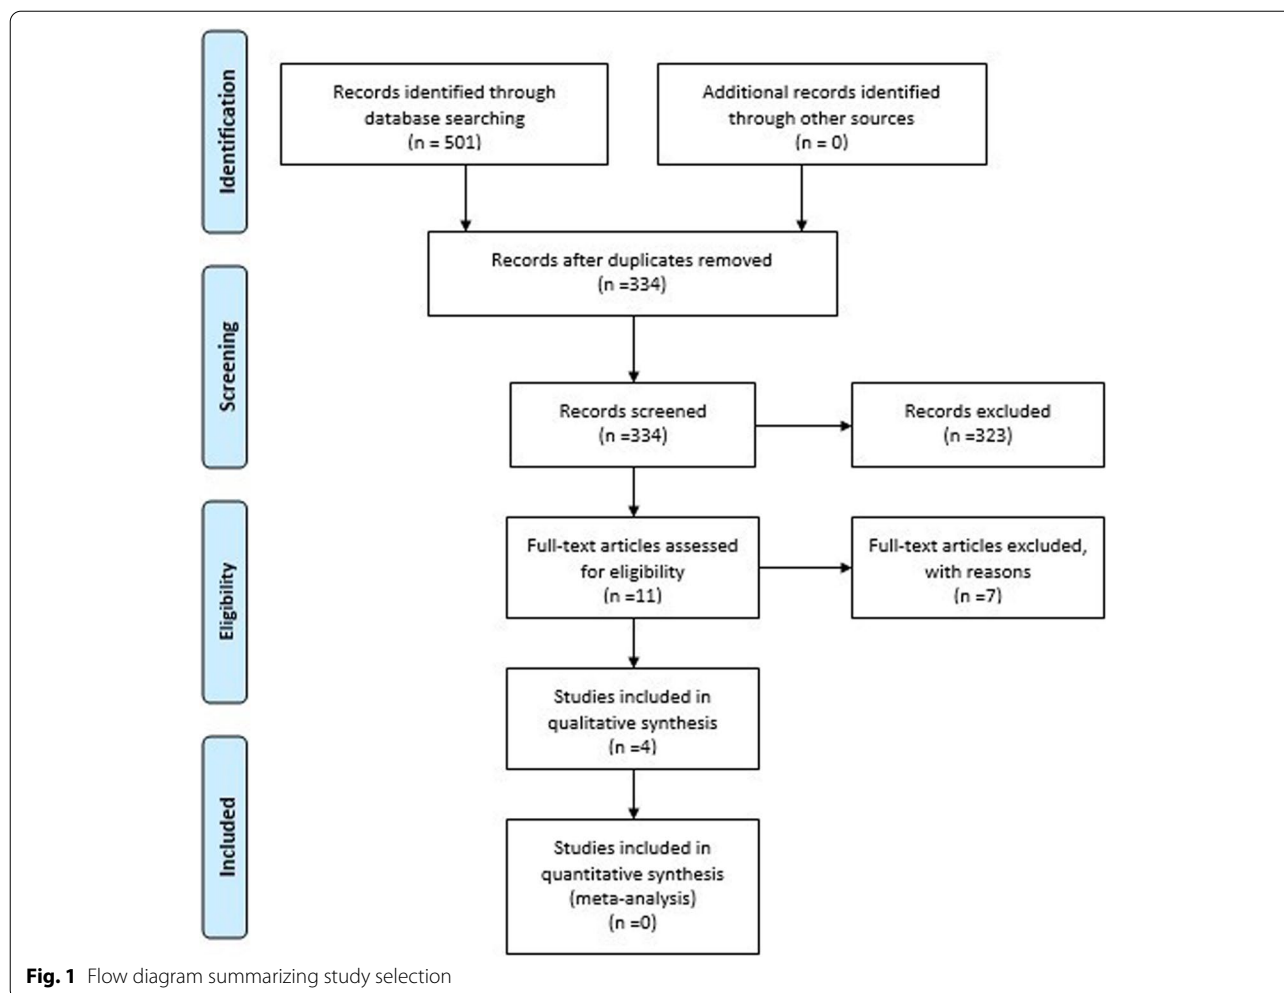 Identification
Records identified through
database searching
(n = 501)
Additional records identified
through other sources
(n = 0)
Records after duplicates removed
(n =334)
Screening
Records screened
(n =334)
Records excluded
(n =323)
Eligibility
Full-text articles assessed
for eligibility
(n =11)
Full-text articles excluded,
with reasons
(n =7)
Studies included in
qualitative synthesis
(n =4)
Included
Studies included in
quantitative synthesis
(meta-analysis)
(n =0)
Fig. 1 Flow diagram summarizing study selection